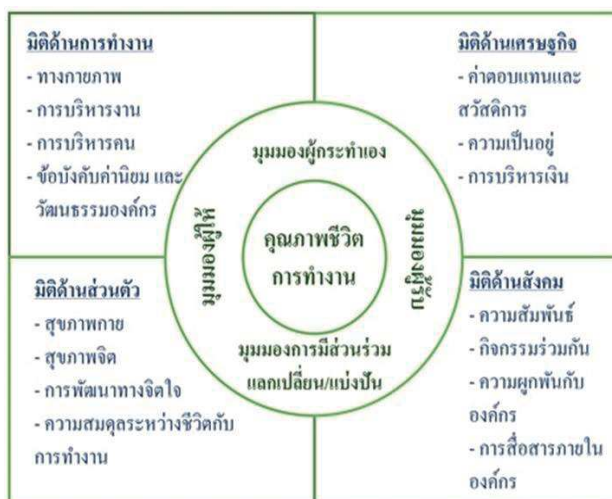 มิติด้านการทำงาน
- ทางกายภาพ
- การบริหารงาน
- การบริหารคน
- ข้อบังคับค่านิยม และ
วัฒนธรรมองค์กร
มิติด้านเศรษฐกิจ
- ค่าตอบแทนและ
สวัสดิการ
- ความเป็นอยู่
- การบริหารเงิน
มุมมองผู้กระทำเอง
มุมมองผู้ให้
คุณภาพชีวิต
การทำงาน
มุมมองผู้รับ
มุมมองการมีส่วนร่วม
แลกเปลี่ยน/แบ่งปัน
มิติด้านส่วนตัว
- สุขภาพกาย
- สุขภาพจิต
- การพัฒนาทางจิตใจ
- ความสมดุลระหว่างชีวิตกับ
การทำงาน
มิติด้านสังคม
- ความสัมพันธ์
- กิจกรรมร่วมกัน
- ความผูกพันกับ
องค์กร
- การสื่อสารภายใน
องค์กร